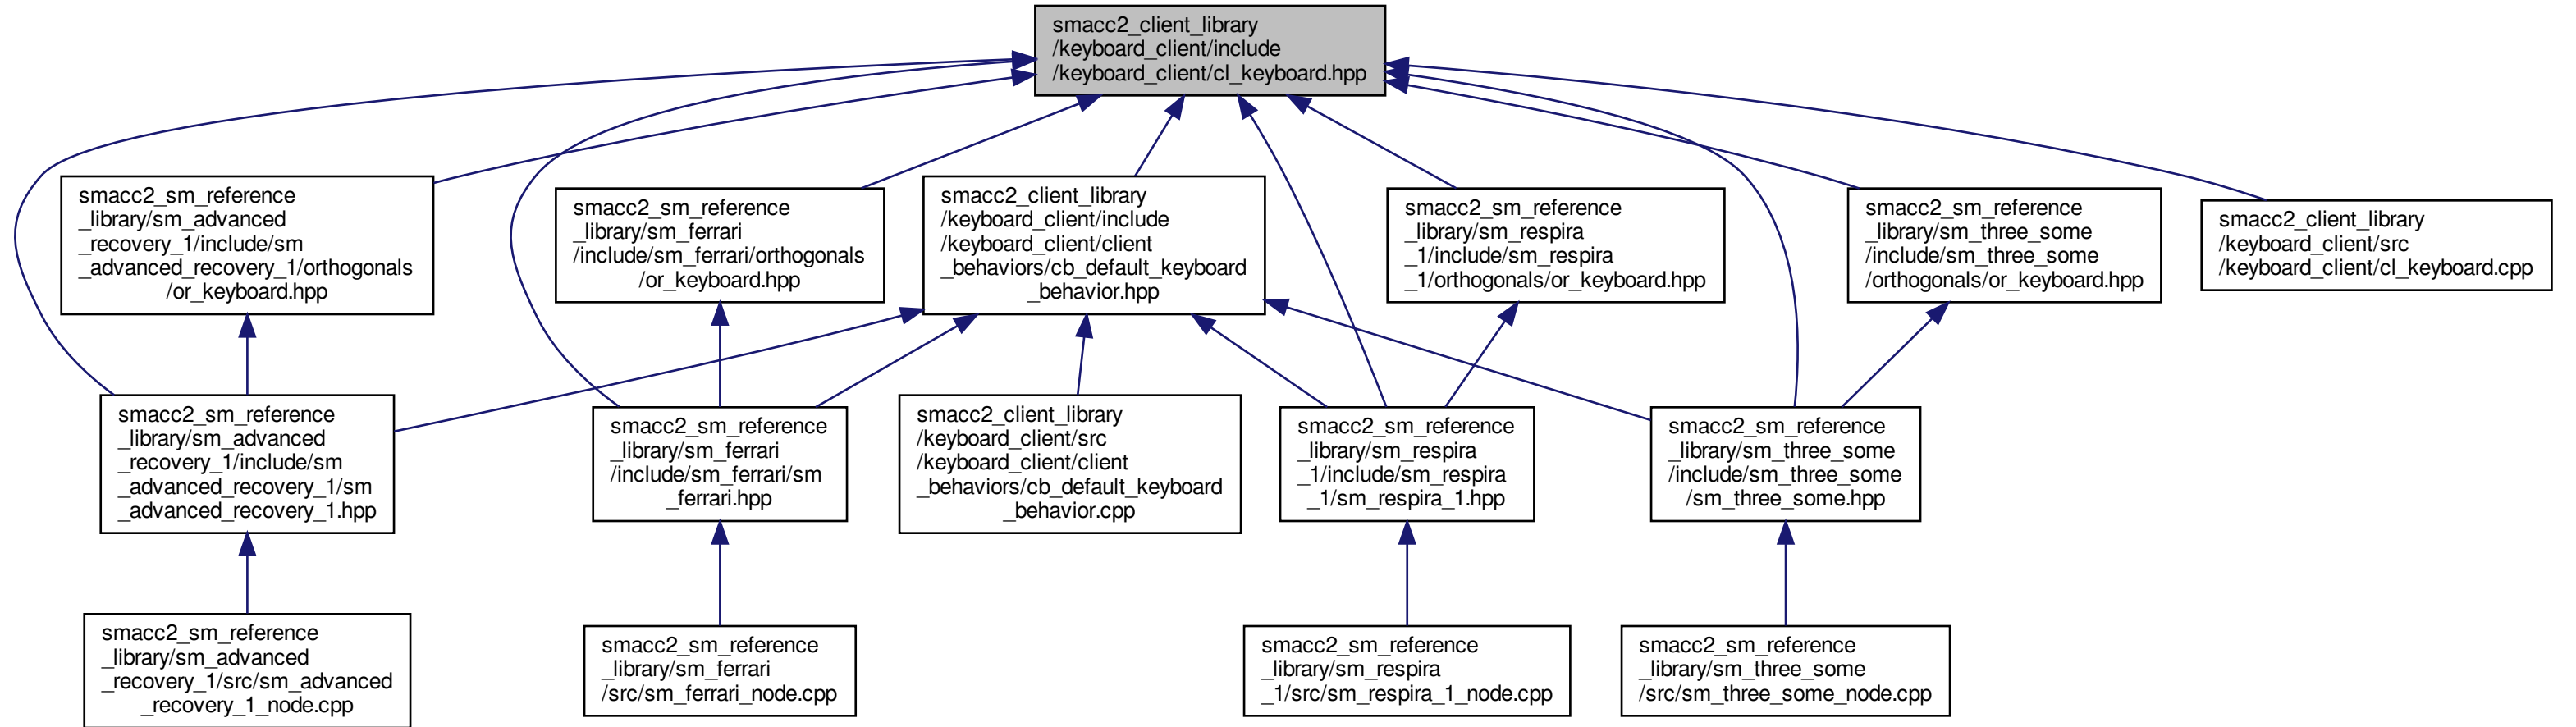 smacc2_client_library
/keyboard_client/include
/keyboard_client/cl_keyboard.hpp
smacc2_sm_reference
_library/sm_advanced
_recovery_1/include/sm
_advanced_recovery_1/orthogonals
/or_keyboard.hpp
smacc2_sm_reference
_library/sm_ferrari
/include/sm_ferrari/orthogonals
/or_keyboard.hpp
smacc2_client_library
/keyboard_client/include
/keyboard_client/client
_behaviors/cb_default_keyboard
_behavior.hpp
smacc2_sm_reference
_library/sm_respira
_1/include/sm_respira
_1/orthogonals/or_keyboard.hpp
smacc2_sm_reference
_library/sm_three_some
/include/sm_three_some
/orthogonals/or_keyboard.hpp
smacc2_client_library
/keyboard_client/src
/keyboard_client/cl_keyboard.cpp
smacc2_sm_reference
_library/sm_advanced
_recovery_1/include/sm
_advanced_recovery_1/sm
_advanced_recovery_1.hpp
smacc2_sm_reference
_library/sm_ferrari
/include/sm_ferrari/sm
_ferrari.hpp
smacc2_client_library
/keyboard_client/src
/keyboard_client/client
_behaviors/cb_default_keyboard
_behavior.cpp
smacc2_sm_reference
_library/sm_respira
_1/include/sm_respira
_1/sm_respira_1.hpp
smacc2_sm_reference
_library/sm_three_some
/include/sm_three_some
/sm_three_some.hpp
smacc2_sm_reference
_library/sm_advanced
_recovery_1/src/sm_advanced
_recovery_1_node.cpp
smacc2_sm_reference
_library/sm_ferrari
/src/sm_ferrari_node.cpp
smacc2_sm_reference
_library/sm_respira
_1/src/sm_respira_1_node.cpp
smacc2_sm_reference
_library/sm_three_some
/src/sm_three_some_node.cpp